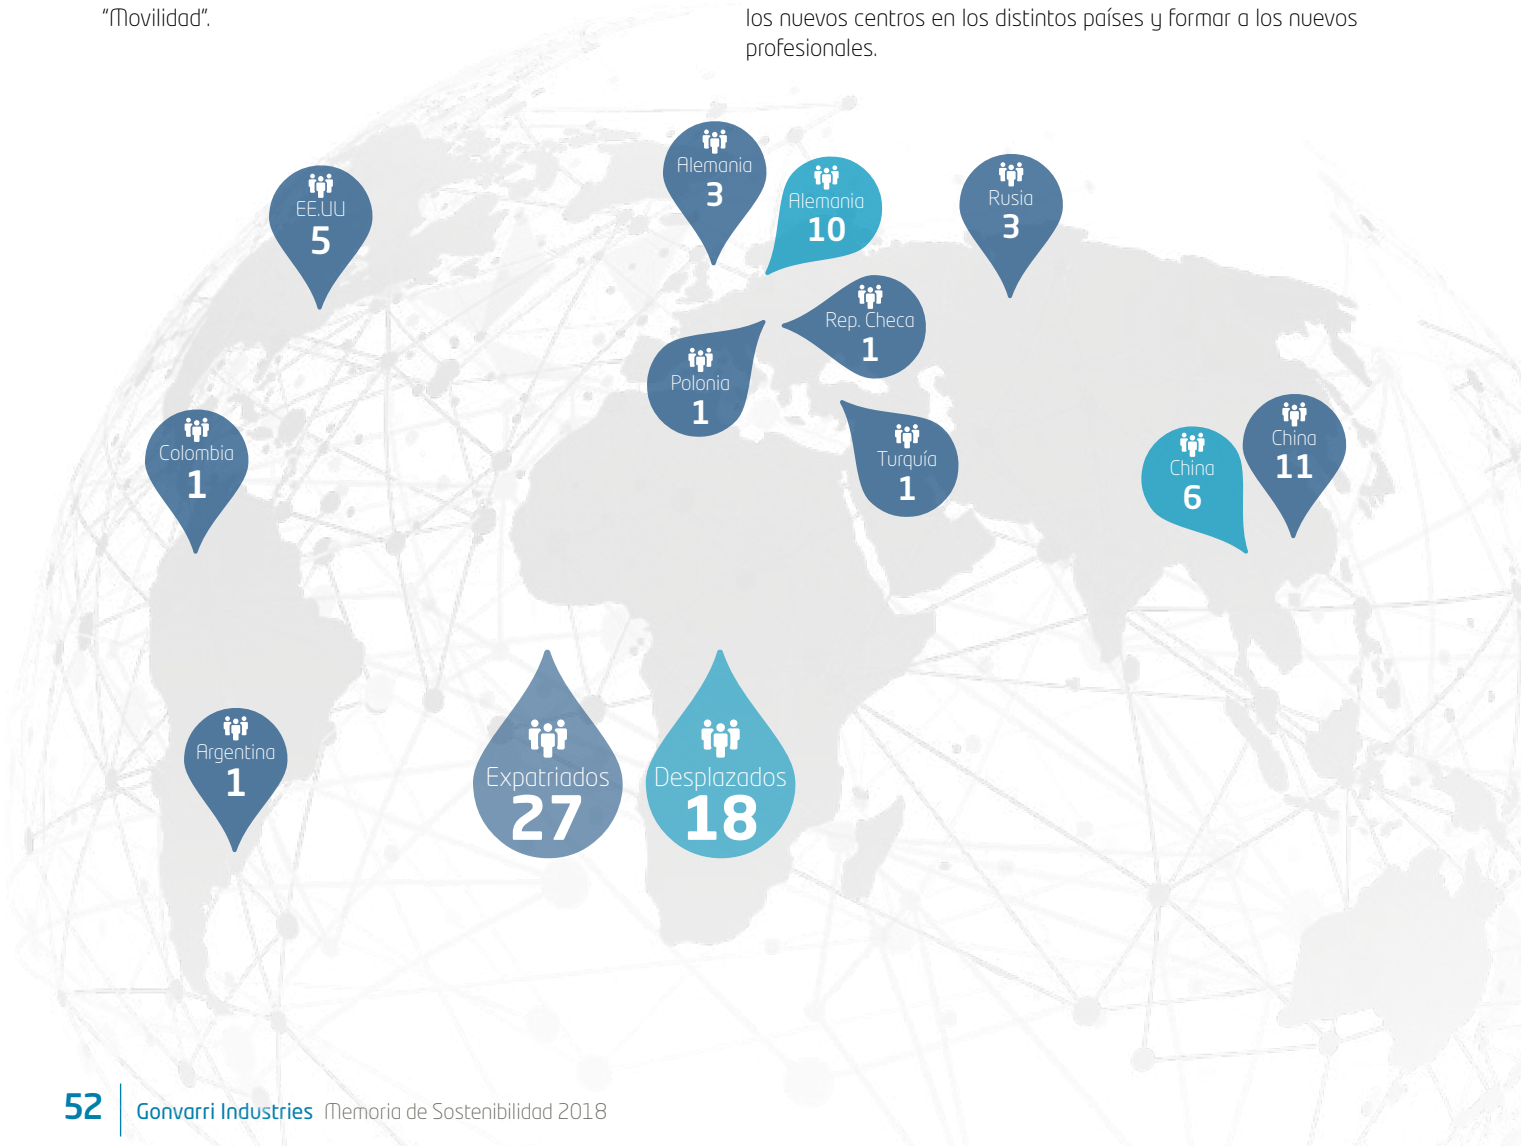 “Movilidad”.
los nuevos centros en los distintos países y formar a los nuevos
profesionales.
Alemania
3
Alemania
10
Rusia
3
EE.UU
5
Rep. Checa
1
Polonia
1
Colombia
1
Turquía
1
China
6
China
11
Argentina
1
Expatriados
27
Desplazados
18
52 Gonvarri Industries Memoria de Sostenibilidad 2018